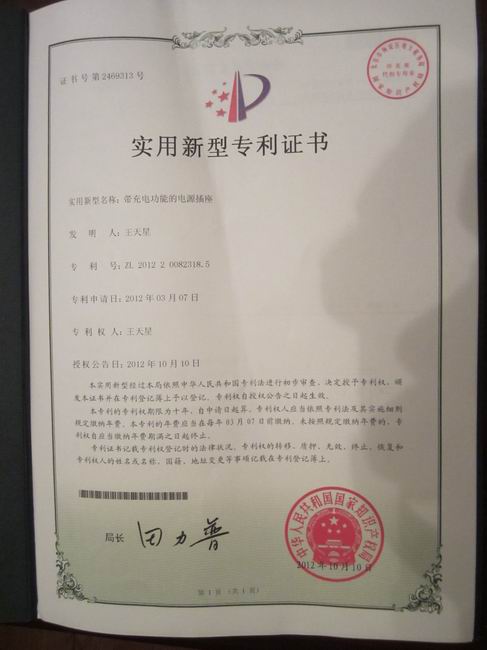 证书号第2469313号
实用新型专利证书
实用新型名称：带充电功能的电源插座
发明人：王天星
专利号：ZL 2012 2 0082318.5
专利申请日：2012年03月07日
专利权人：王天星
授权公告日：2012年10月10日
本实用新型经过本局依照中华人民共和国专利法进行初步审查，决定授予专利权，颁
发本证书并在专利登记簿上予以登记。专利权自授权公告之日起生效。
本专利的专利权期限为十年，自申请日起算。专利权人应当依照专利法及其实施细则
规定缴纳年费。本专利的年费应当在每年03月07日前缴纳。未按照规定缴纳年费的，专
利权自应当缴纳年费期满之日起终止。
专利证书记载专利权登记时的法律状况。专利权的转移、质押、无效、终止、恢复和
专利权人的姓名或名称、国籍、地址变更等事项记载在专利登记簿上。
局长
田力普
中华人民共和国国家知识产权局
2012年10月10日
第1页（共1页）